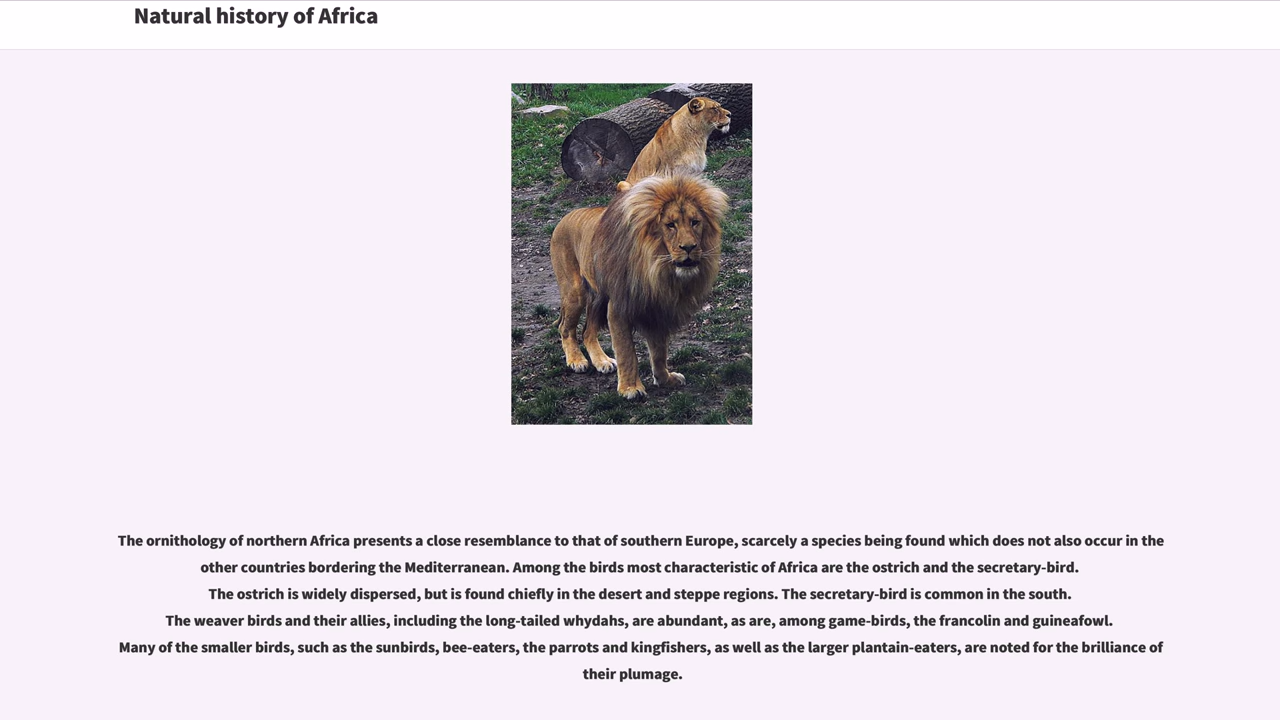 Natural history of Africa
The ornithology of northern Africa presents a close resemblance to that of southern Europe, scarcely a species being found which does not also occur in the
other countries bordering the Mediterranean. Among the birds most characteristic of Africa are the ostrich and the secretary-bird.
The ostrich is widely dispersed, but is found chiefly in the desert and steppe regions. The secretary-bird is common in the south.
The weaver birds and their allies, including the long-tailed whydahs, are abundant, as are, among game-birds, the francolin and guineafowl.
Many of the smaller birds, such as the sunbirds, bee-eaters, the parrots and kingfishers, as well as the larger plantain-eaters, are noted for the brilliance of
their plumage.